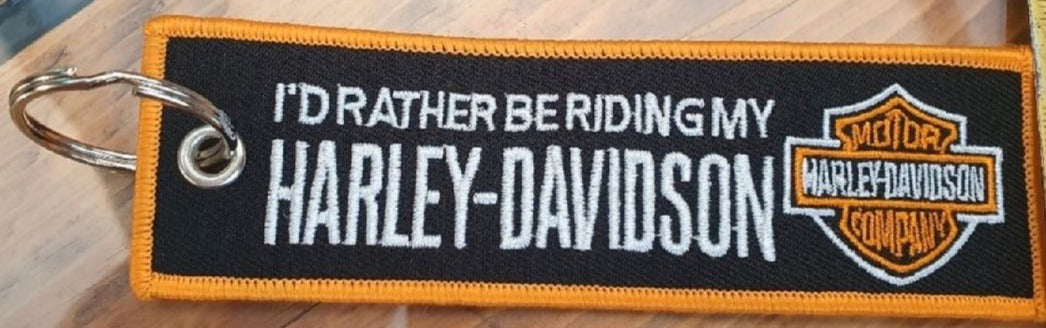 I'D RATHER BE RIDING MY
HARLEY-DAVIDSON
MOTOR
HARLEY-DAVIDSON
COMPANY